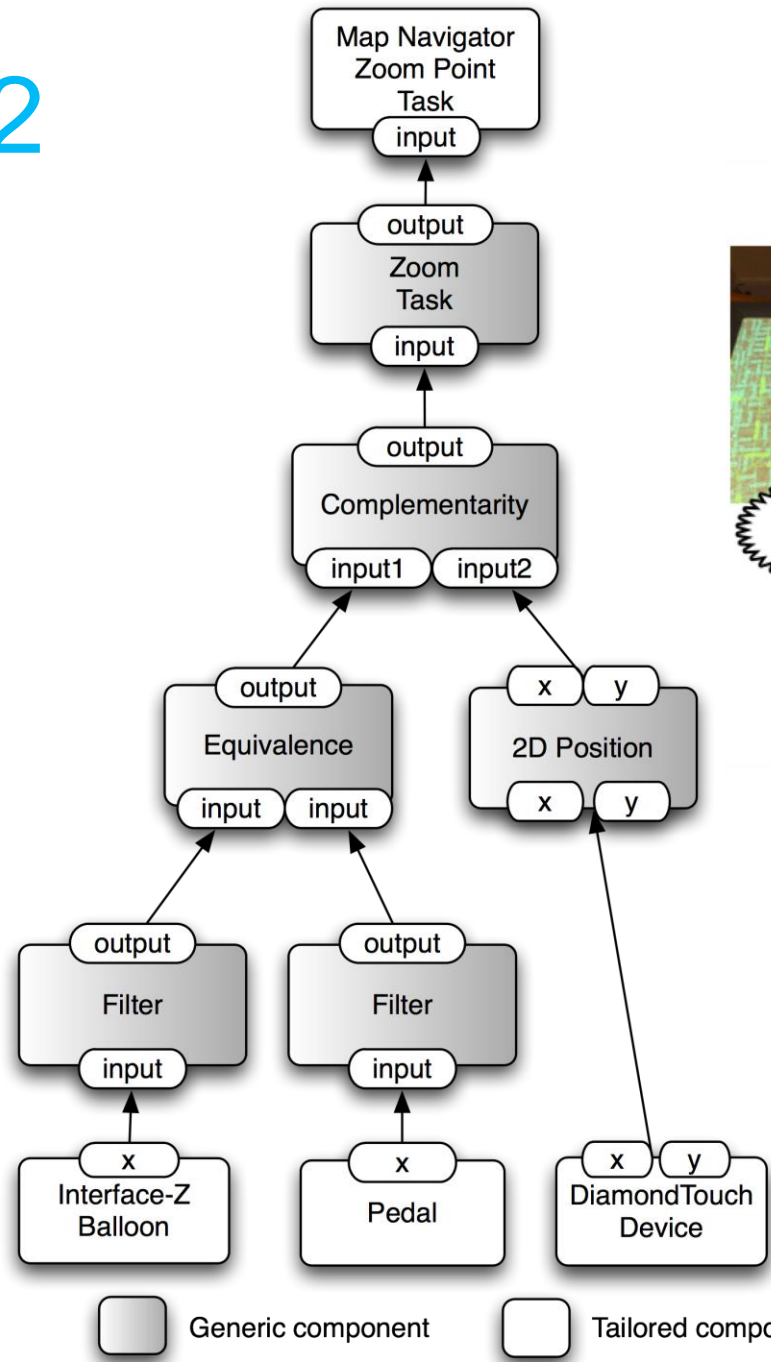 2
Map Navigator
Zoom Point
Task
input
output
Zoom
Task
input
output
Complementarity
input1 input2
output
Equivalence
input input
x y
2D Position
x y
output
Filter
input
output
Filter
input
x
Interface-Z
Balloon
x
Pedal
x y
DiamondTouch
Device
Generic component
Tailored